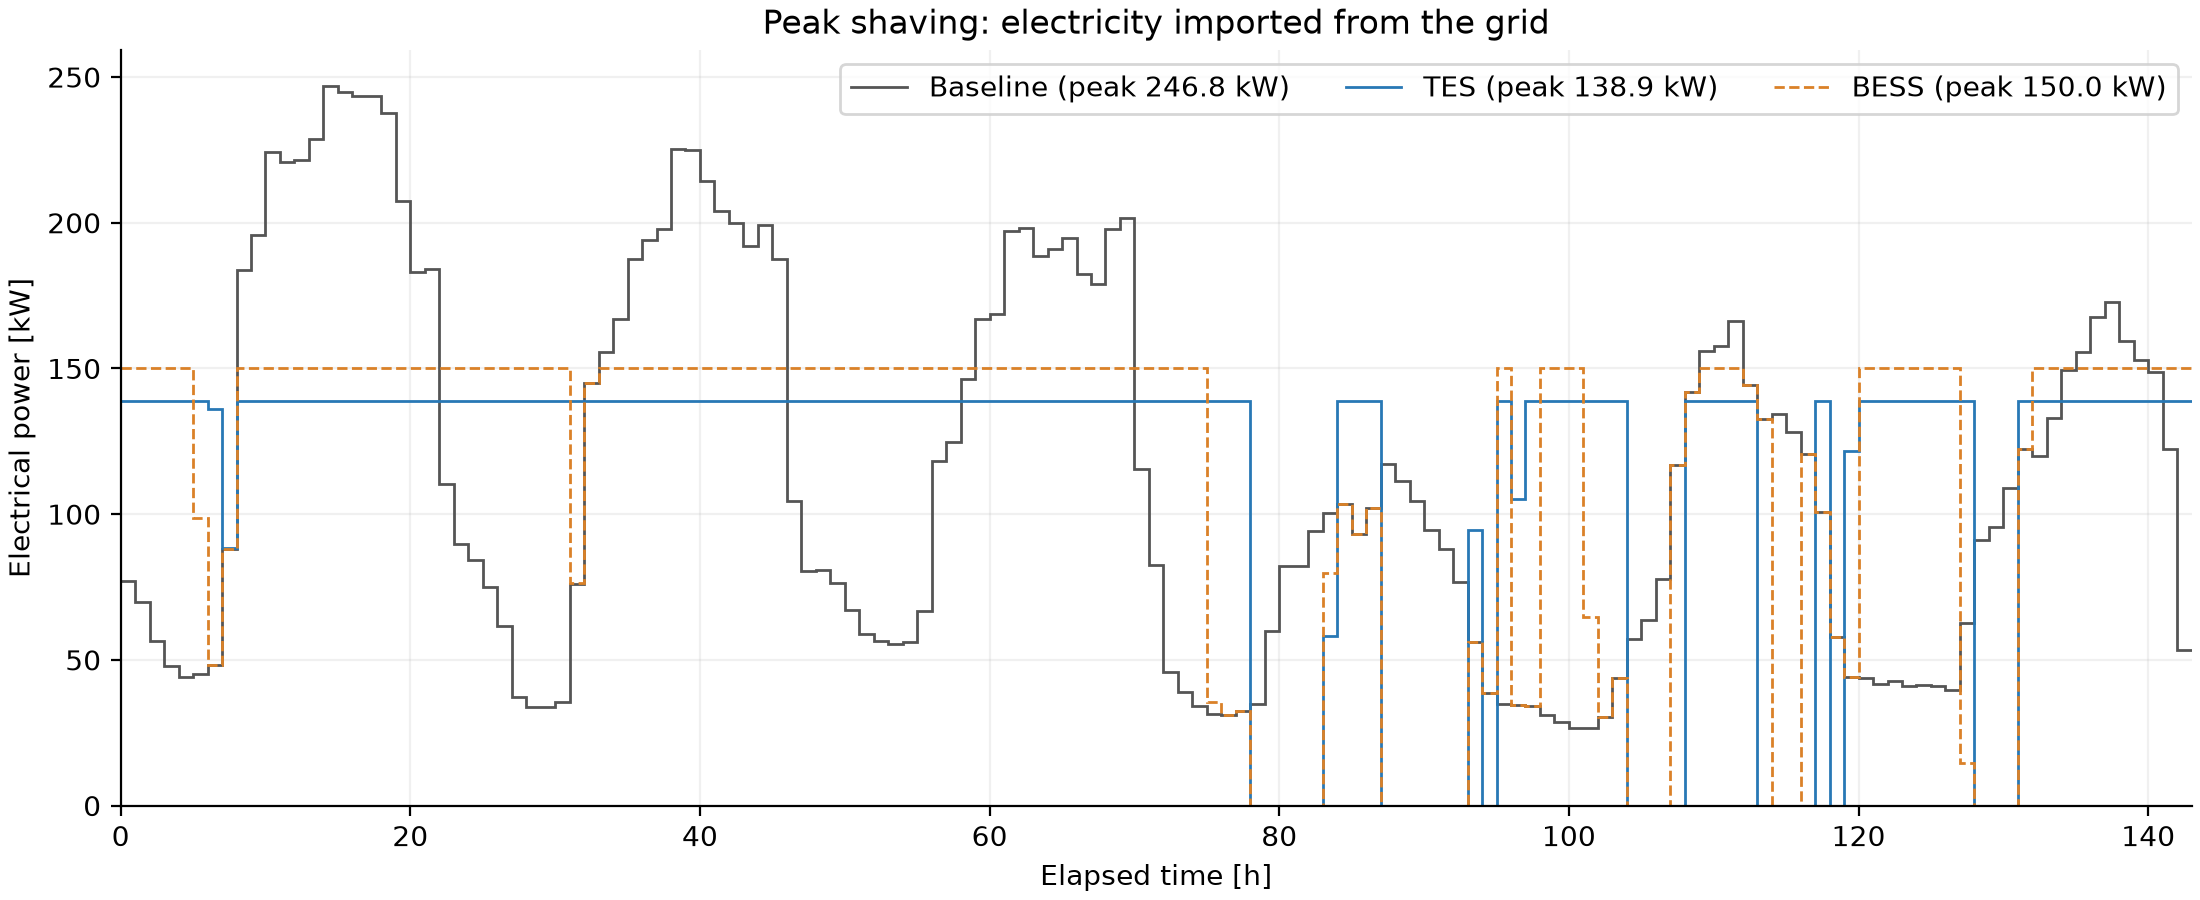 Peak shaving: electricity imported from the grid
Baseline (peak 246.8 kW) TES (peak 138.9 kW) BESS (peak 150.0 kW)
Electrical power [kW]
250
200
150
100
50
0
0 20 40 60 80 100 120 140
Elapsed time [h]